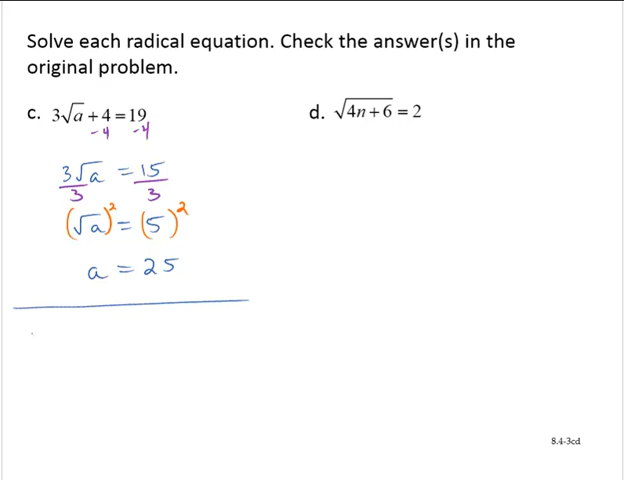 Solve each radical equation. Check the answer(s) in the
original problem.
c. 3√a + 4 = 19
-4 -4
3√a = 15
3 3
(√a)² = (5)²
a = 25
d. √(4n+6) = 2
8.4-3cd